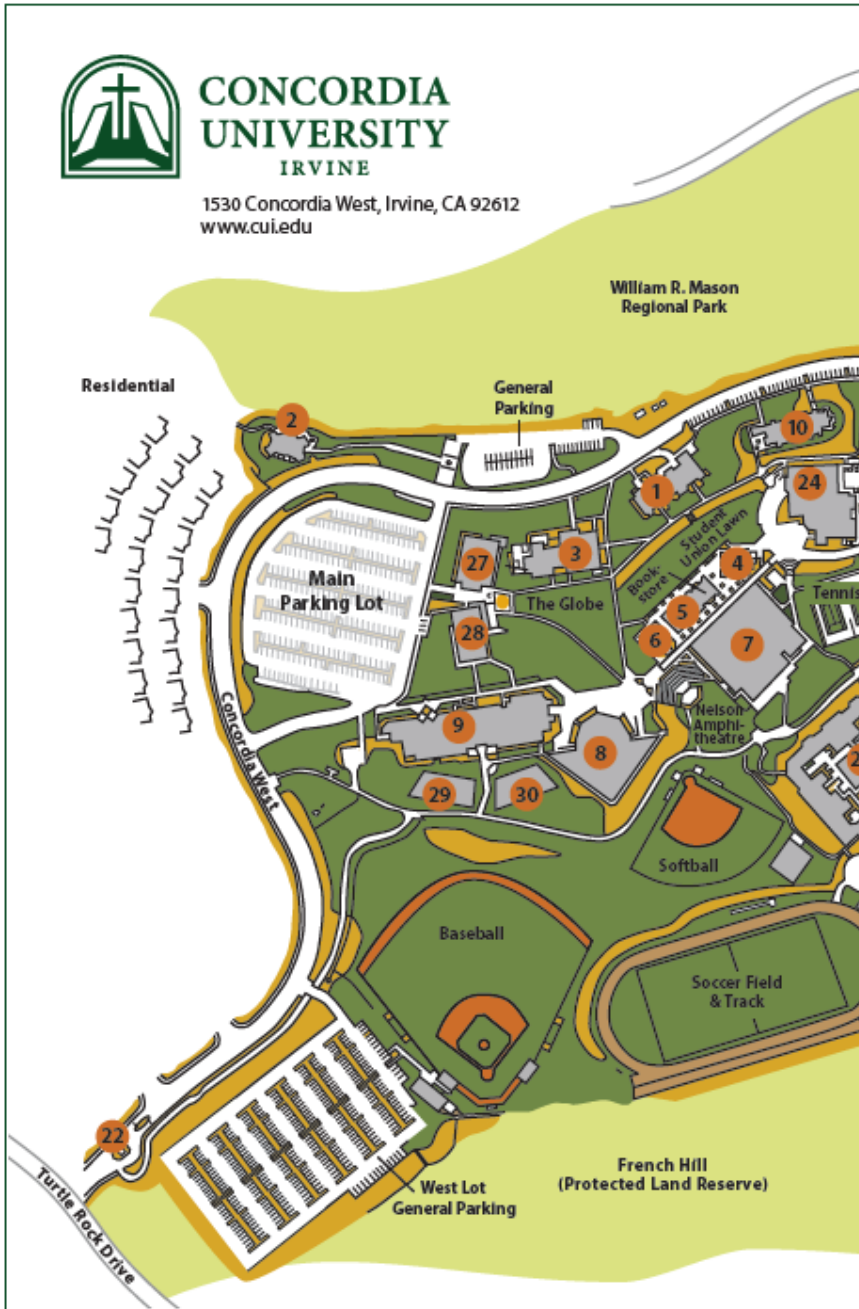 CONCORDIA
UNIVERSITY
IRVINE
1530 Concordia West, Irvine, CA 92612
www.cui.edu
William R. Mason
Regional Park
Residential
General
Parking
2
10
1
24
3
27
Student
Union Lawn
4
Book-
store
5
Main
Parking Lot
The Globe
Tennis
28
6
7
Nelson
Amphi-
theatre
9
8
Concordia West
29
30
2
Softball
Baseball
Soccer Field
& Track
22
French Hill
(Protected Land Reserve)
West Lot
General Parking
Turtle Rock Drive